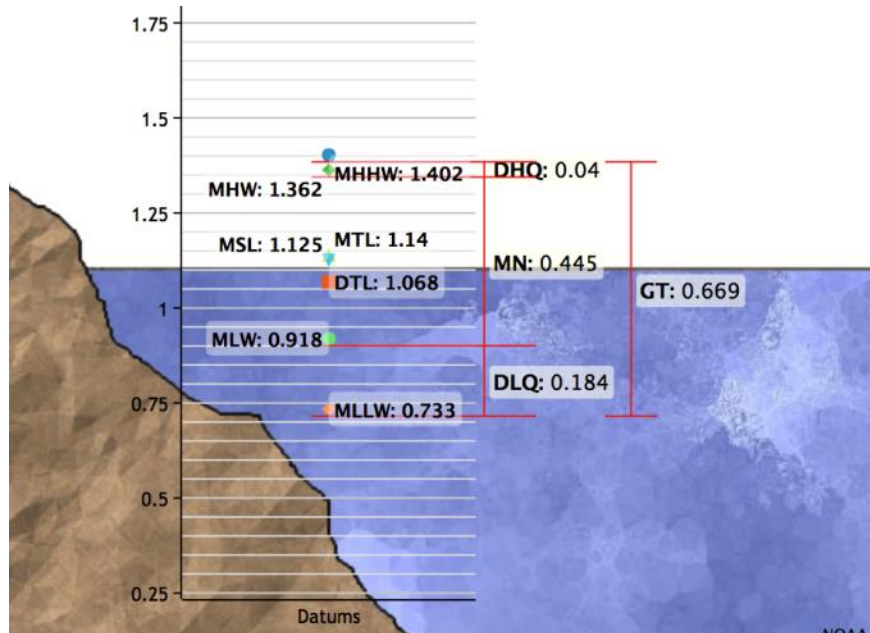 1.75
1.5
MHHW: 1.402 DHQ: 0.04
MHW: 1.362
1.25
MSL: 1.125 MTL: 1.14
MN: 0.445
DTL: 1.068 GT: 0.669
1
MLW: 0.918
DLQ: 0.184
0.75 MLLW: 0.733
0.5
0.25
Datums
NOAA